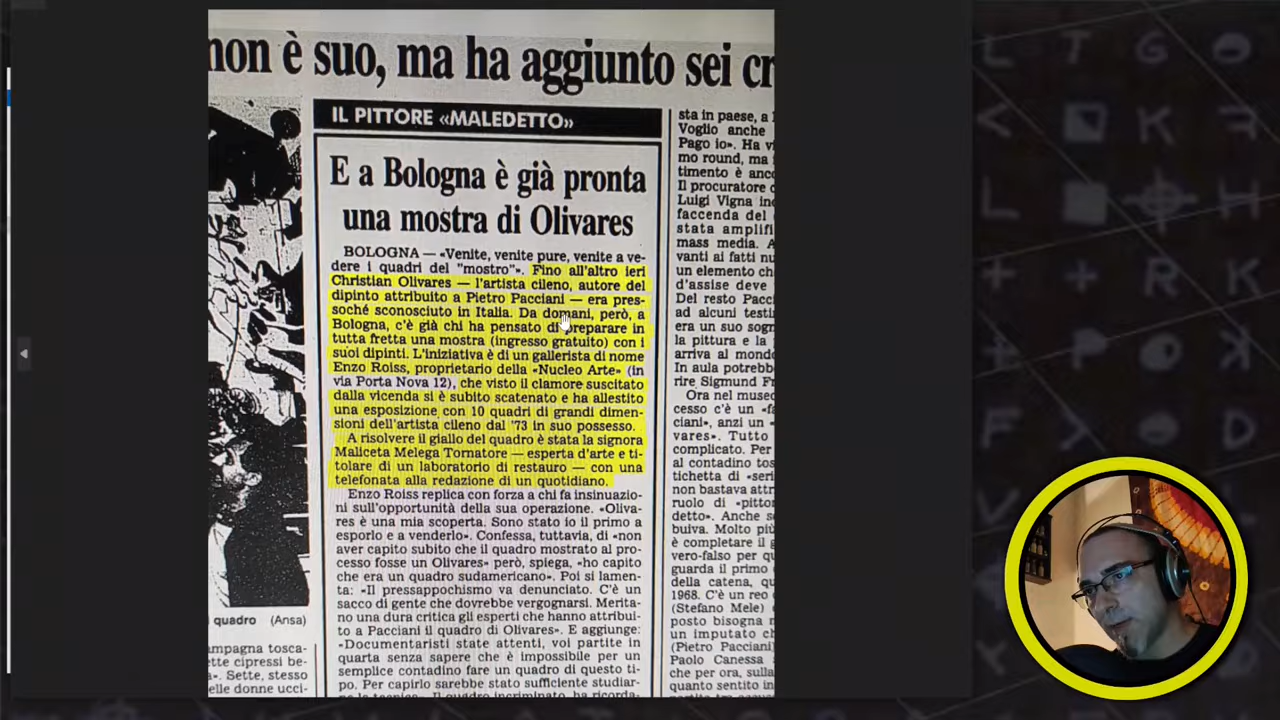 non è suo, ma ha aggunto sei cr
IL PITTORE «MALEDETTO»
E a Bologna è già pronta
una mostra di Olivares
BOLOGNA — «Venite, venite pure, venite a ve-
dere i quadri del "mostro"». Fino all'altro ieri
Christian Olivares — l'artista cileno, autore del
dipinto attribuito a Pietro Pacciani — era pres-
soché sconosciuto in Italia. Da domani, però, a
Bologna, c'è già chi ha pensato di preparare in
tutta fretta una mostra (ingresso gratuito) con i
suoi dipinti. L'iniziativa è di un gallerista di nome
Enzo Roiss, proprietario della «Nucleo Arte» (in
via Porta Nova 12), che visto il clamore suscitato
dalla vicenda si è subito scatenato e ha allestito
una esposizione con 10 quadri di grandi dimen-
sioni dell'artista cileno dal '73 in suo possesso.
A risolvere il giallo del quadro è stata la signora
Maliceta Melega Tornatore — esperta d'arte e ti-
tolare di un laboratorio di restauro — con una
telefonata alla redazione di un quotidiano.
Enzo Roiss replica con forza a chi fa insinuazio-
ni sull'opportunità della sua operazione. «Oliva-
res è una mia scoperta. Sono stato io il primo a
esporlo e a venderlo». Confessa, tuttavia, di «non
aver capito subito che il quadro mostrato al pro-
cesso fosse un Olivares» però, spiega, «ho capito
che era un quadro sudamericano». Poi si lamen-
ta: «Il pressappochismo va denunciato. C'è un
sacco di gente che dovrebbe vergognarsi. Merita-
no una dura critica gli esperti che hanno attribui-
to a Pacciani il quadro di Olivares». E aggiunge:
«Documentaristi state attenti, voi partite in
quarta senza sapere che è impossibile per un
semplice contadino fare un quadro di questo ti-
po. Per capirlo sarebbe stato sufficiente studiar-
quadro (Ansa)
ampagna tosca-
tte cipressi be-
a». Sette, stesso
elle donne ucci-
sta in paese, a
Voglio anche
Pago io». Ha v
mo round, ma
timento è anc
Il procuratore
Luigi Vigna in
faccenda del
stata amplifi
mass media. A
vanti ai fatti nu
un elemento ch
d'assise deve
Del resto Pacc
ad alcuni testi
era un suo sogn
la pittura e la
arriva al mondo
In aula potrebb
rire Sigmund F
Ora nel muse
cesso c'è un «f
ciani», anzi un «
vares». Tutto
complicato. Per
al contadino tos
tichetta di «seri
non bastava attr
ruolo di «pittor
detto». Anche s
buiva. Molto più
è completare il g
vero-falso per qu
guarda il primo
della catena, qu
1968. C'è un reo
(Stefano Mele)
posto bisogna
un imputato ch
(Pietro Pacciani)
Paolo Canessa
che per ora, sulla
quanto sentito in